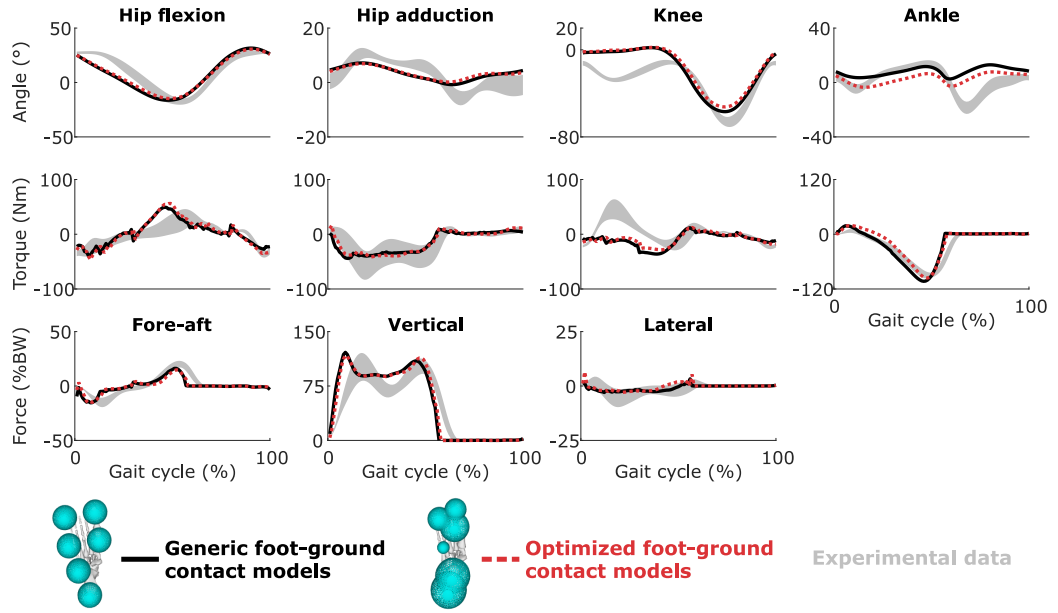 Hip flexion
Hip adduction
Knee
Ankle
Angle (°)
50
0
-50
20
0
-20
0
-80
40
0
-40
Torque (Nm)
100
0
-100
100
0
-100
100
0
-100
120
0
-120
0
100
Gait cycle (%)
Fore-aft
Vertical
Lateral
Force (%BW)
50
0
-50
150
75
0
25
0
-25
0
100
0
100
0
100
Gait cycle (%)
Gait cycle (%)
Gait cycle (%)
Generic foot-ground
contact models
Optimized foot-ground
contact models
Experimental data